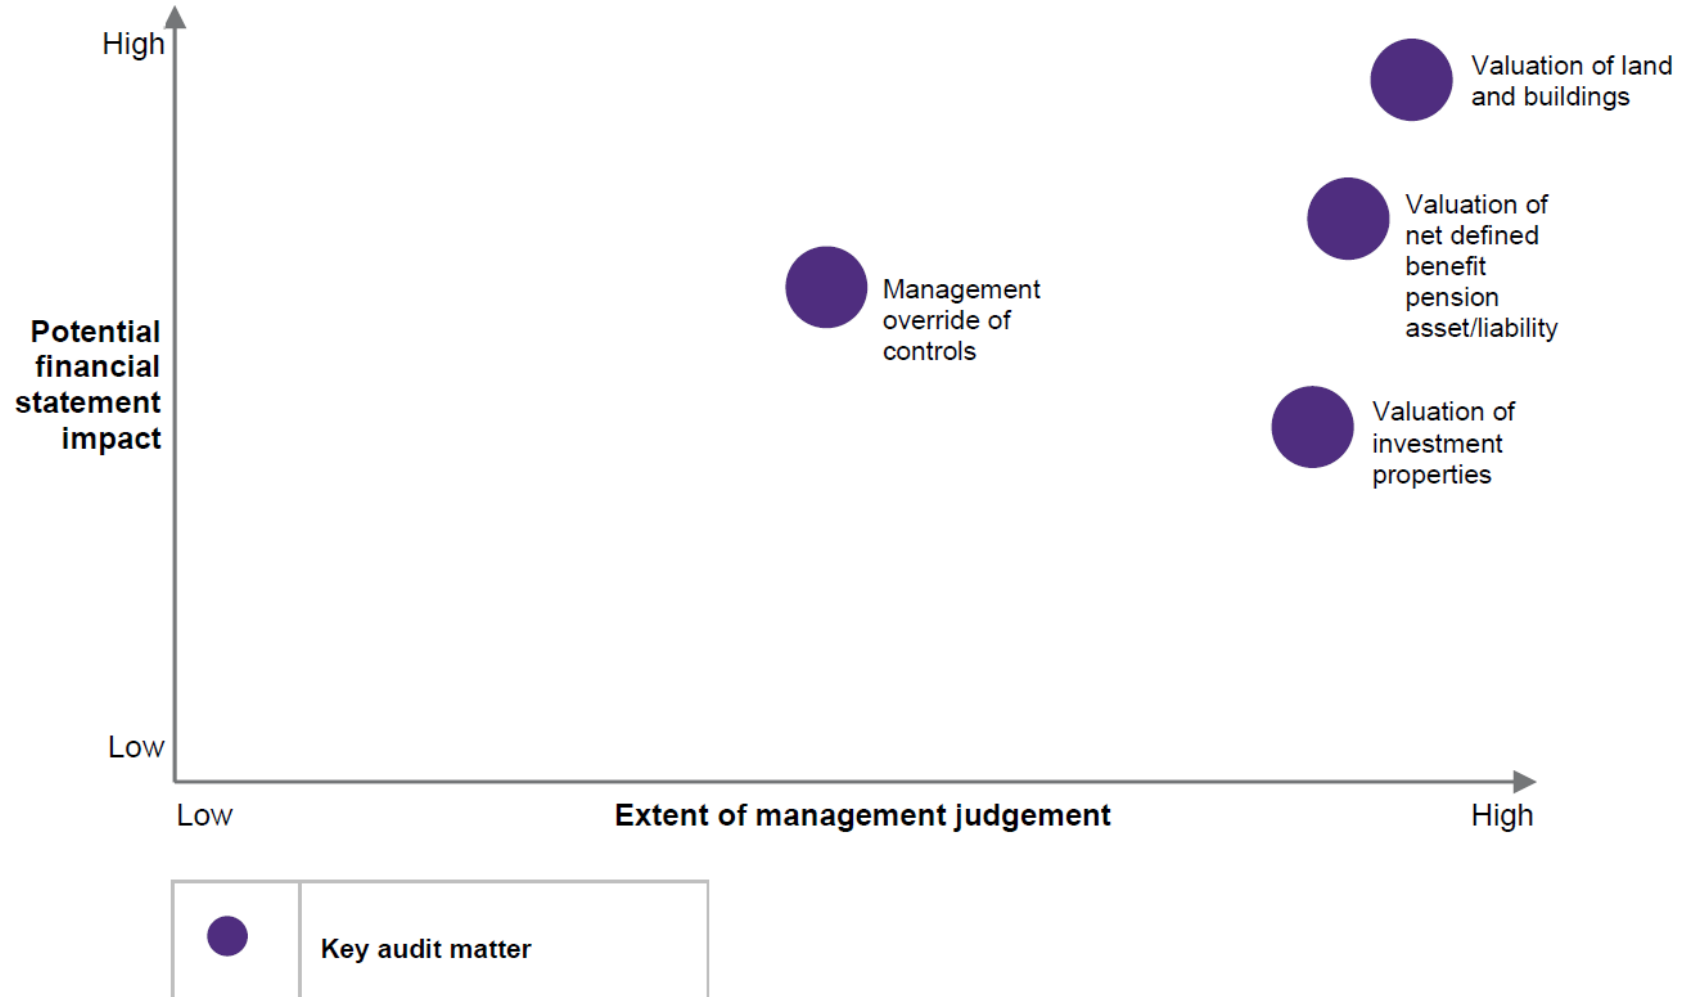 High
Valuation of land
and buildings
Valuation of
net defined
benefit
pension
asset/liability
Management
override of
controls
Potential
financial
statement
impact
Valuation of
investment
properties
Low
Low
Extent of management judgement
High
Key audit matter